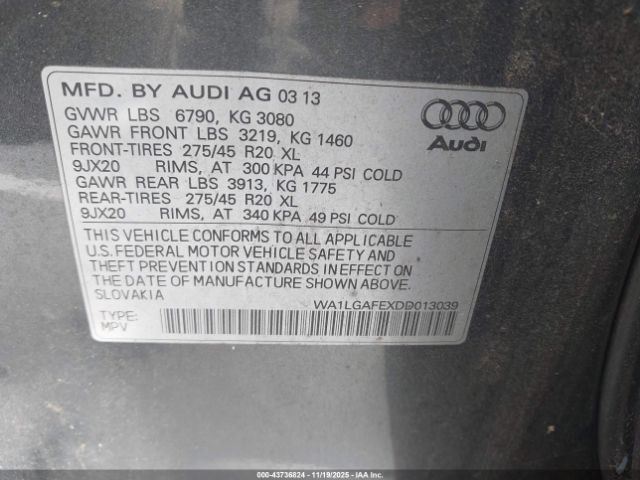 MFD. BY AUDI AG 03 13
GVWR LBS 6790, KG 3080
GAWR FRONT LBS 3219, KG 1460
FRONT-TIRES 275/45 R20 XL
9JX20 RIMS, AT 300 KPA 44 PSI COLD
GAWR REAR LBS 3913, KG 1775
REAR-TIRES 275/45 R20 XL
9JX20 RIMS, AT 340 KPA 49 PSI COLD
Audi
THIS VEHICLE CONFORMS TO ALL APPLICABLE
U.S. FEDERAL MOTOR VEHICLE SAFETY AND
THEFT PREVENTION STANDARDS IN EFFECT ON
THE DATE OF MANUFACTURE SHOWN ABOVE.
SLOVAKIA
WA1LGAFEXDD013039
TYPE:
MPV
000-43736824 - 11/19/2025 - IAAI.COM